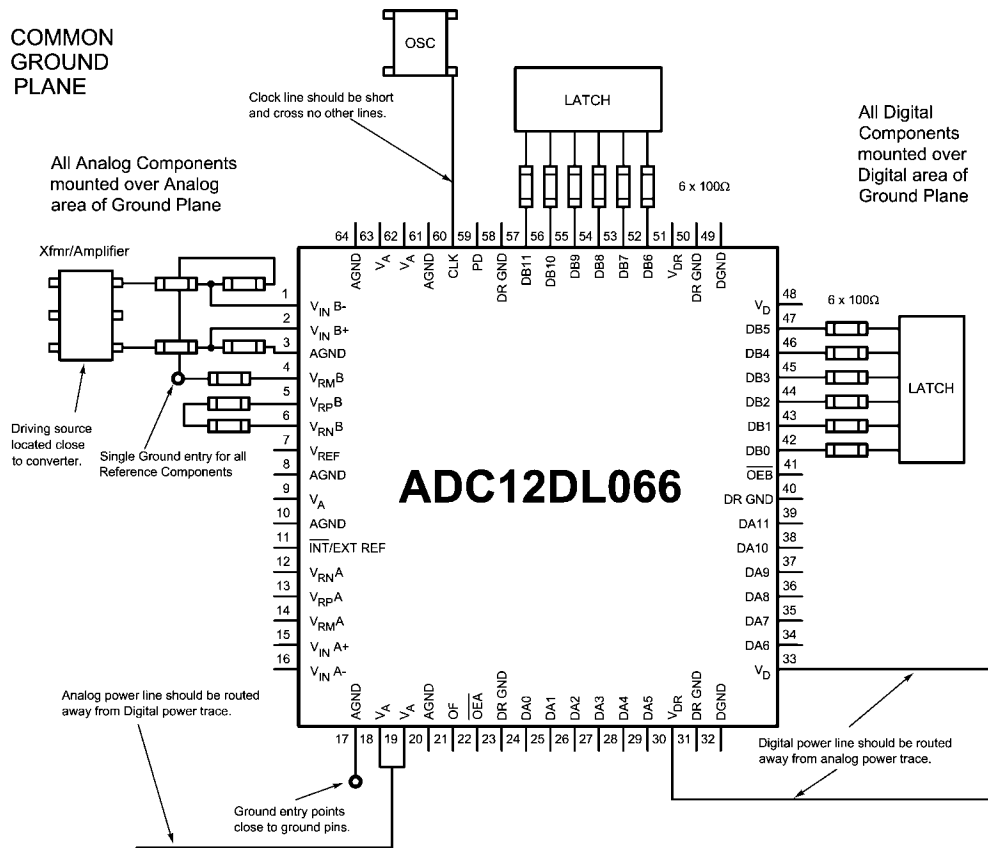 COMMON
GROUND
PLANE
OSC
Clock line should be short
and cross no other lines.
LATCH
6 x 100Ω
All Digital
Components
mounted over
Digital area of
Ground Plane
All Analog Components
mounted over Analog
area of Ground Plane
Xfmr/Amplifier
64 63 62 61 60 59 58 57 56 55 54 53 52 51 50 49
AGND VA VA AGND CLK PD DR GND DB11 DB10 DB9 DB8 DB7 DB6 VDR DR GND DGND
1 VIN B-
2 VIN B+
3 AGND
4 VRMB
5 VRPB
6 VRNB
7 VREF
8 AGND
9 VA
10 AGND
11 INT/EXT REF
12 VRNA
13 VRPA
14 VRMA
15 VIN A+
16 VIN A-
Driving source
located close
to converter.
Single Ground entry for all
Reference Components
ADC12DL066
VD 48
DB5 47
DB4 46
DB3 45
DB2 44
DB1 43
DB0 42
OEB 41
DR GND 40
DA11 39
DA10 38
DA9 37
DA8 36
DA7 35
DA6 34
VD 33
6 x 100Ω
LATCH
AGND VA VA AGND OF OEA DR GND DA0 DA1 DA2 DA3 DA4 DA5 VDR DR GND DGND
17 18 19 20 21 22 23 24 25 26 27 28 29 30 31 32
Analog power line should be routed
away from Digital power trace.
Ground entry points
close to ground pins.
Digital power line should be routed
away from analog power trace.